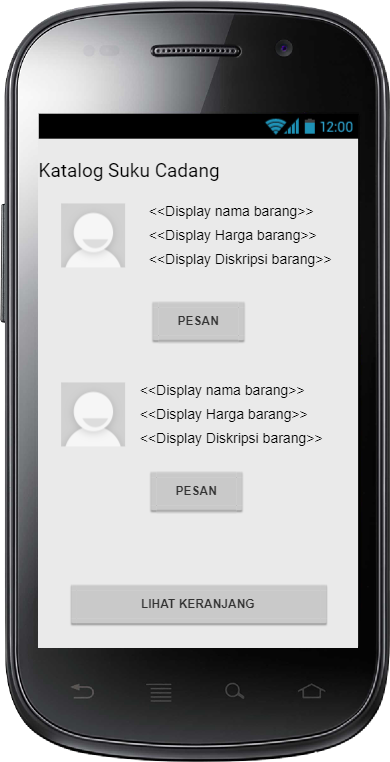 12:00
Katalog Suku Cadang
<<Display nama barang>>
<<Display Harga barang>>
<<Display Diskripsi barang>>
PESAN
<<Display nama barang>>
<<Display Harga barang>>
<<Display Diskripsi barang>>
PESAN
LIHAT KERANJANG